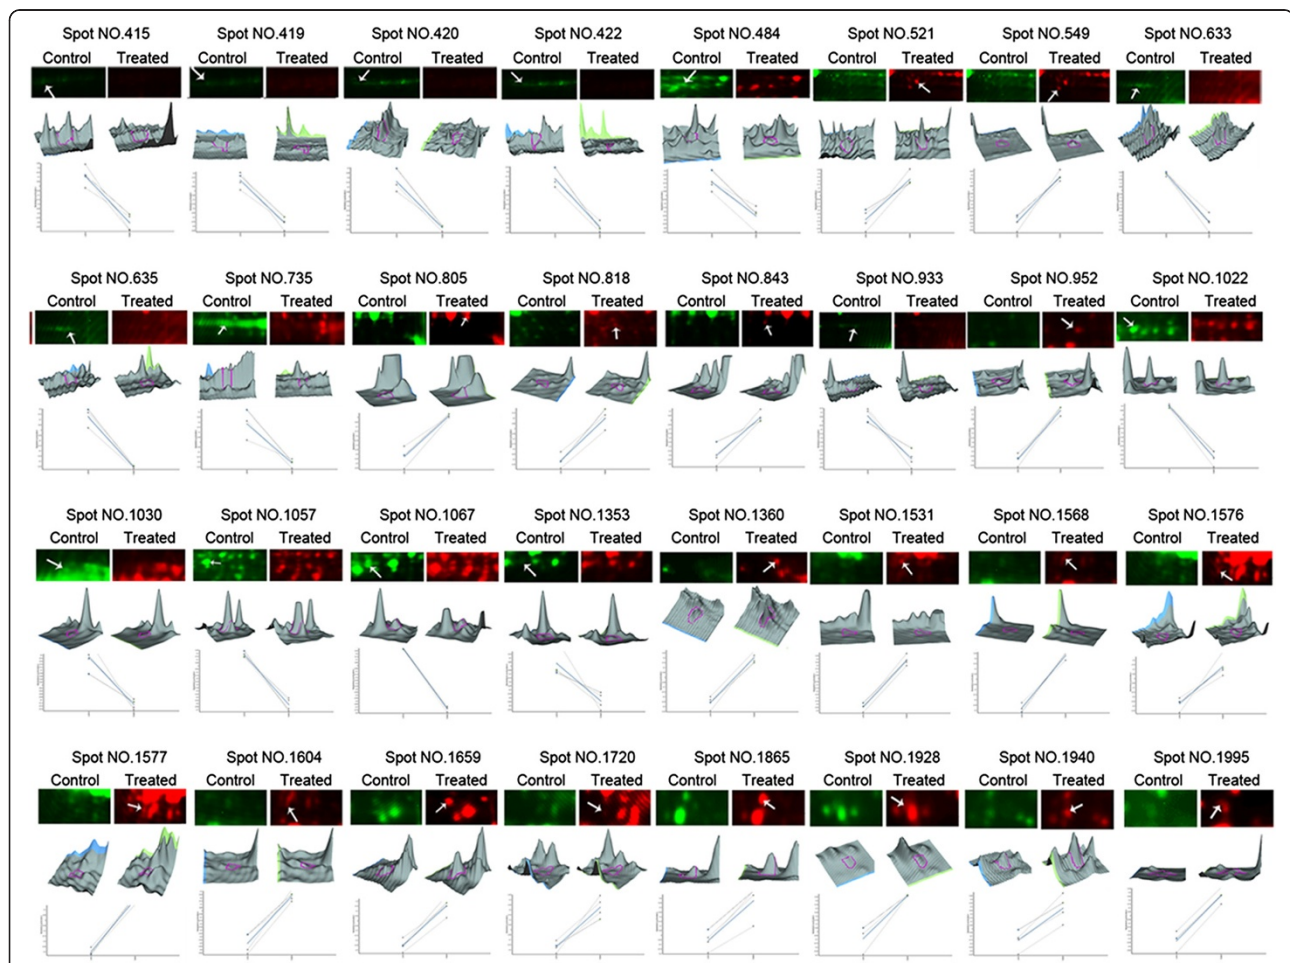 Spot NO.415 Spot NO.419 Spot NO.420 Spot NO.422 Spot NO.484 Spot NO.521 Spot NO.549 Spot NO.633
Control Treated Control Treated Control Treated Control Treated Control Treated Control Treated Control Treated Control Treated
Spot NO.635 Spot NO.735 Spot NO.805 Spot NO.818 Spot NO.843 Spot NO.933 Spot NO.952 Spot NO.1022
Control Treated Control Treated Control Treated Control Treated Control Treated Control Treated Control Treated Control Treated
Spot NO.1030 Spot NO.1057 Spot NO.1067 Spot NO.1353 Spot NO.1360 Spot NO.1531 Spot NO.1568 Spot NO.1576
Control Treated Control Treated Control Treated Control Treated Control Treated Control Treated Control Treated Control Treated
Spot NO.1577 Spot NO.1604 Spot NO.1659 Spot NO.1720 Spot NO.1865 Spot NO.1928 Spot NO.1940 Spot NO.1995
Control Treated Control Treated Control Treated Control Treated Control Treated Control Treated Control Treated Control Treated